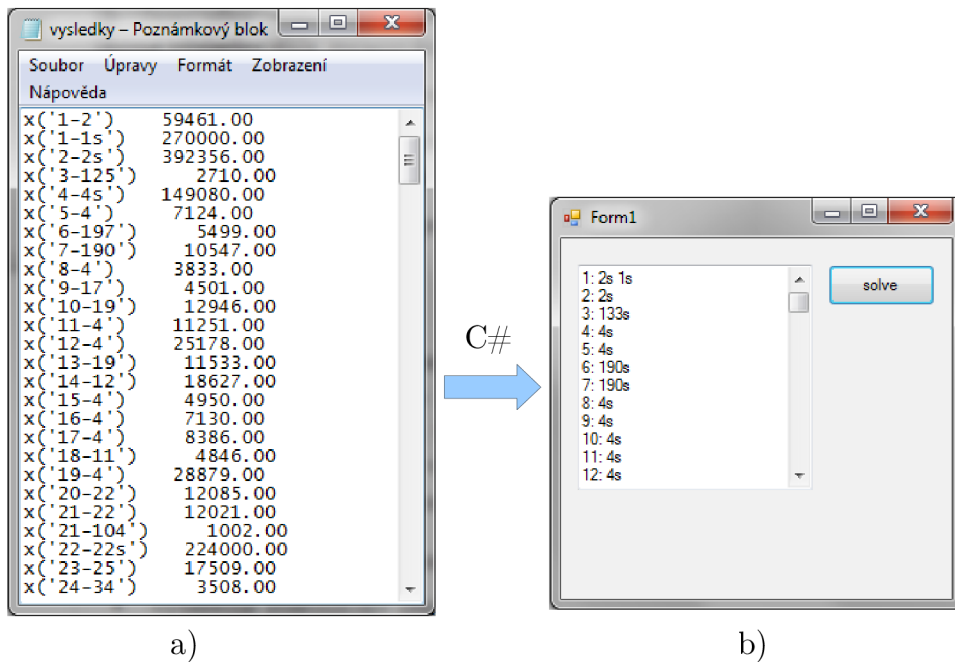 vysledky – Poznámkový blok
Soubor Úpravy Formát Zobrazení
Nápověda
x('1-2') 59461.00
x('1-1s') 270000.00
x('2-2s') 392356.00
x('3-125') 2710.00
x('4-4s') 149080.00
x('5-4') 7124.00
x('6-197') 5499.00
x('7-190') 10547.00
x('8-4') 3833.00
x('9-17') 4501.00
x('10-19') 12946.00
x('11-4') 11251.00
x('12-4') 25178.00
x('13-19') 11533.00
x('14-12') 18627.00
x('15-4') 4950.00
x('16-4') 7130.00
x('17-4') 8386.00
x('18-11') 4846.00
x('19-4') 28879.00
x('20-22') 12085.00
x('21-22') 12021.00
x('21-104') 1002.00
x('22-22s') 224000.00
x('23-25') 17509.00
x('24-34') 3508.00
a)
C#
Form1
1: 2s 1s
2: 2s
3: 133s
4: 4s
5: 4s
6: 190s
7: 190s
8: 4s
9: 4s
10: 4s
11: 4s
12: 4s
solve
b)